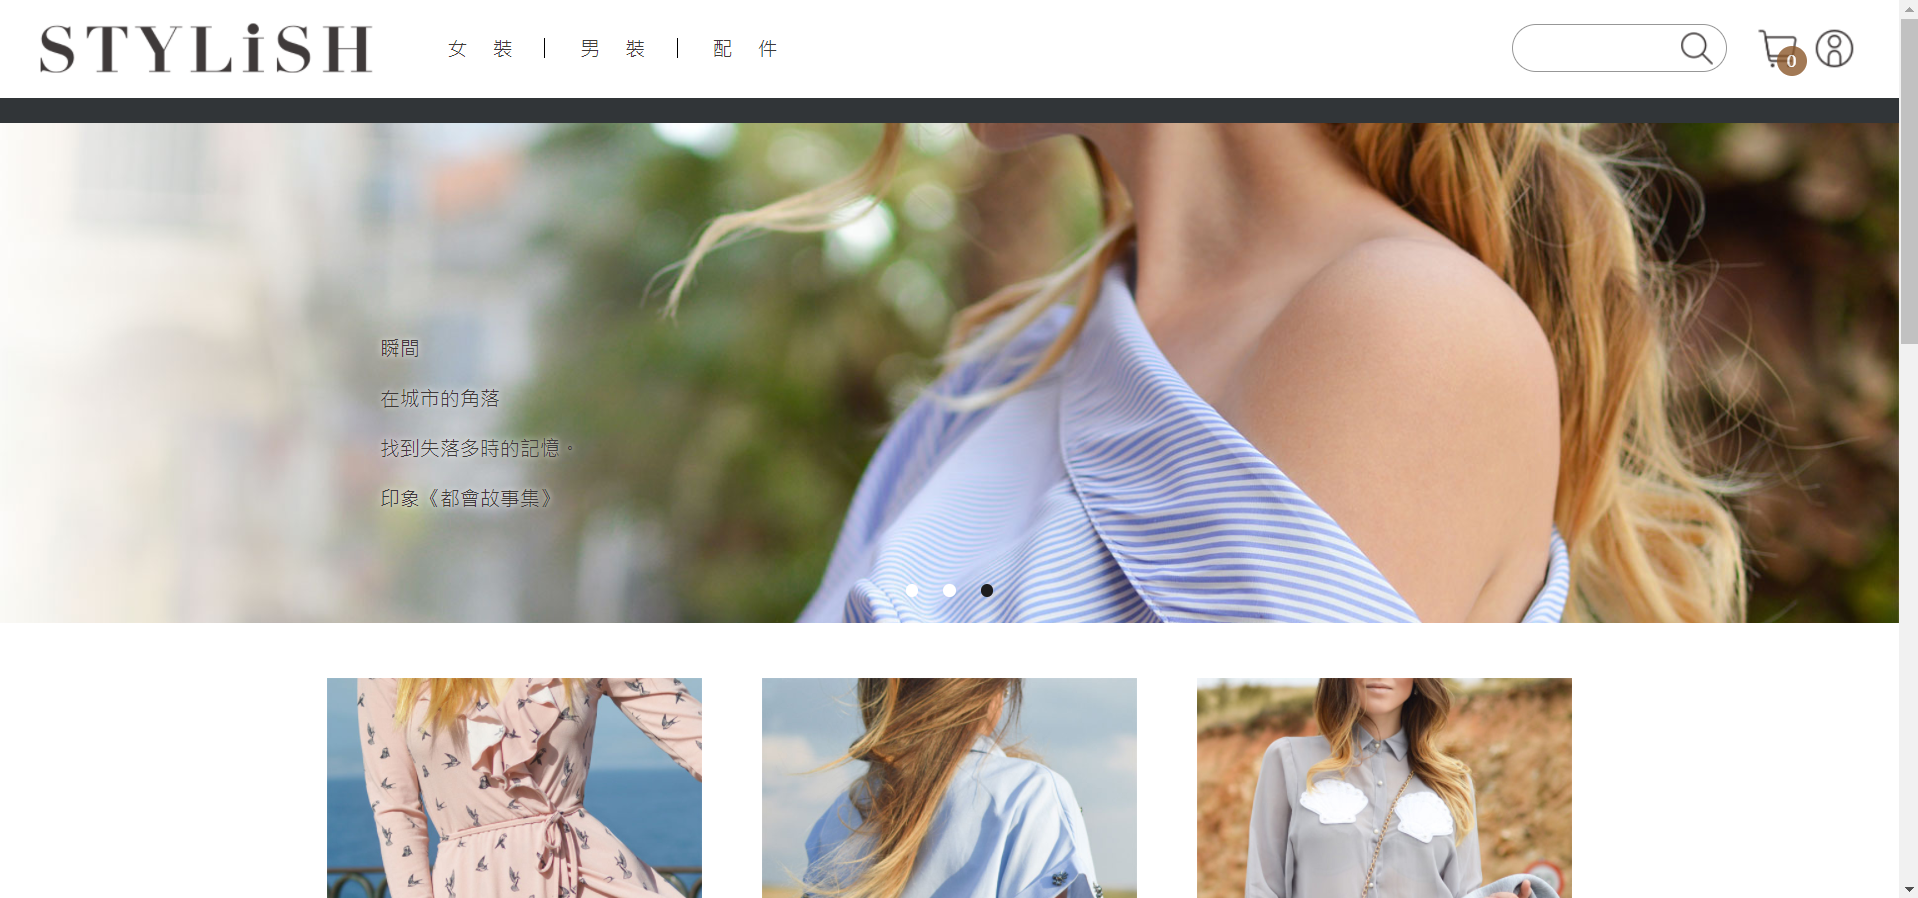 STYLiSH
女裝 | 男裝 | 配件
0
瞬間
在城市的角落
找到失落多時的記憶。
印象《都會故事集》